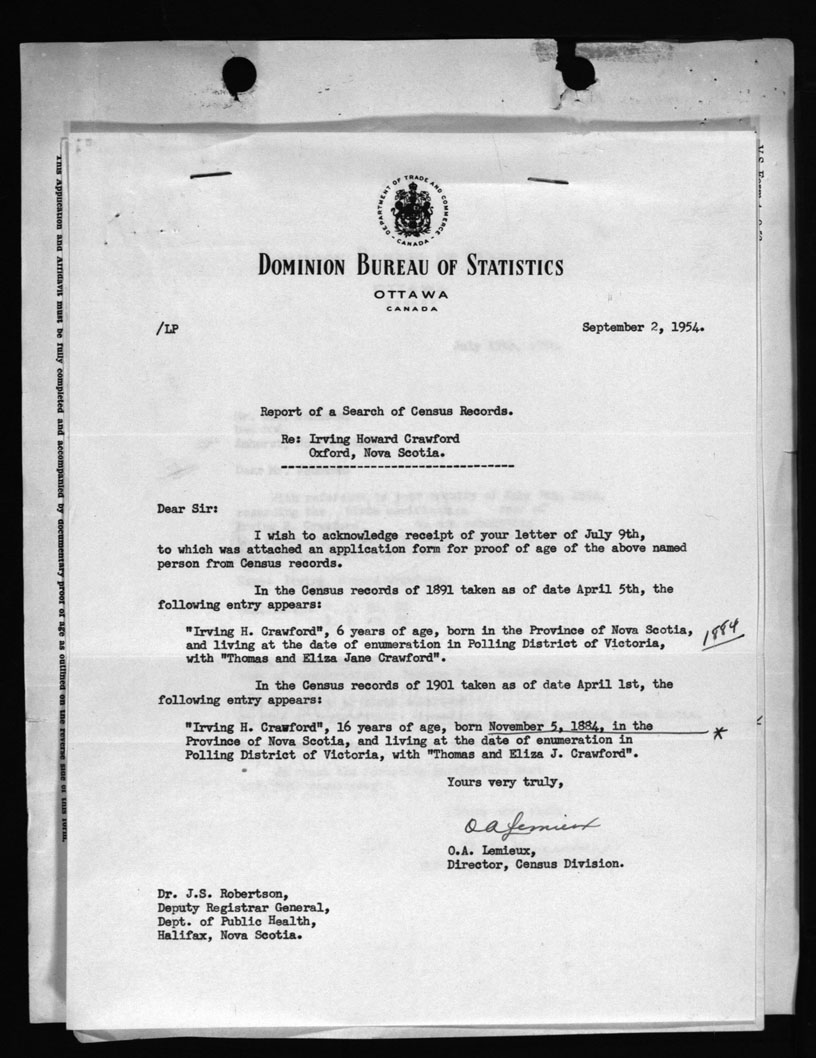 DEPARTMENT OF TRADE AND COMMERCE
- CANADA -
DOMINION BUREAU OF STATISTICS
OTTAWA
CANADA
/LP
September 2, 1954.
Report of a Search of Census Records.
Re: Irving Howard Crawford
Oxford, Nova Scotia.
Dear Sir:
I wish to acknowledge receipt of your letter of July 9th,
to which was attached an application form for proof of age of the above named
person from Census records.
In the Census records of 1891 taken as of date April 5th, the
following entry appears:
"Irving H. Crawford", 6 years of age, born in the Province of Nova Scotia,
and living at the date of enumeration in Polling District of Victoria,
with "Thomas and Eliza Jane Crawford".
1884
In the Census records of 1901 taken as of date April 1st, the
following entry appears:
"Irving H. Crawford", 16 years of age, born November 5, 1884, in the
Province of Nova Scotia, and living at the date of enumeration in
Polling District of Victoria, with "Thomas and Eliza J. Crawford".
*
Yours very truly,
O A Lemieux
O.A. Lemieux,
Director, Census Division.
Dr. J.S. Robertson,
Deputy Registrar General,
Dept. of Public Health,
Halifax, Nova Scotia.
This Application and Affidavit must be fully completed and accompanied by documentary proof of age as outlined on the reverse side of this form.